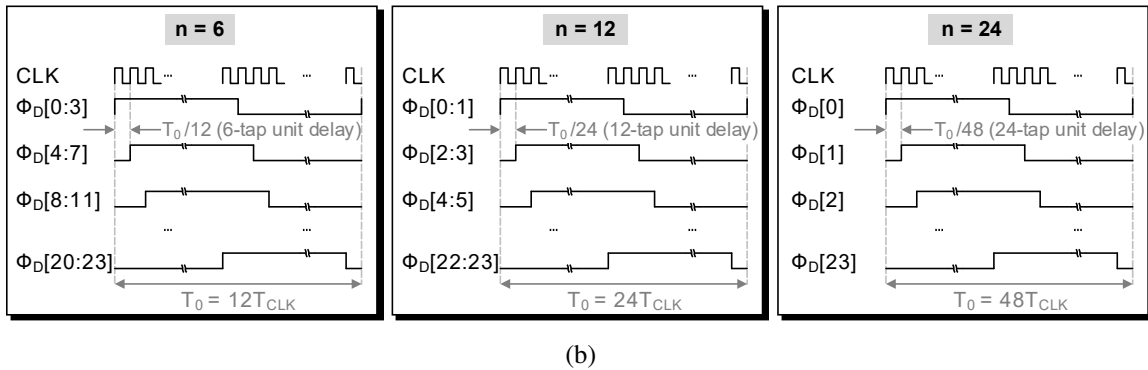 n = 6
CLK
Φ_D[0:3]
T_0/12 (6-tap unit delay)
Φ_D[4:7]
Φ_D[8:11]
... ...
Φ_D[20:23]
T_0 = 12T_CLK
n = 12
CLK
Φ_D[0:1]
T_0/24 (12-tap unit delay)
Φ_D[2:3]
Φ_D[4:5]
... ...
Φ_D[22:23]
T_0 = 24T_CLK
n = 24
CLK
Φ_D[0]
T_0/48 (24-tap unit delay)
Φ_D[1]
Φ_D[2]
... ...
Φ_D[23]
T_0 = 48T_CLK
(b)